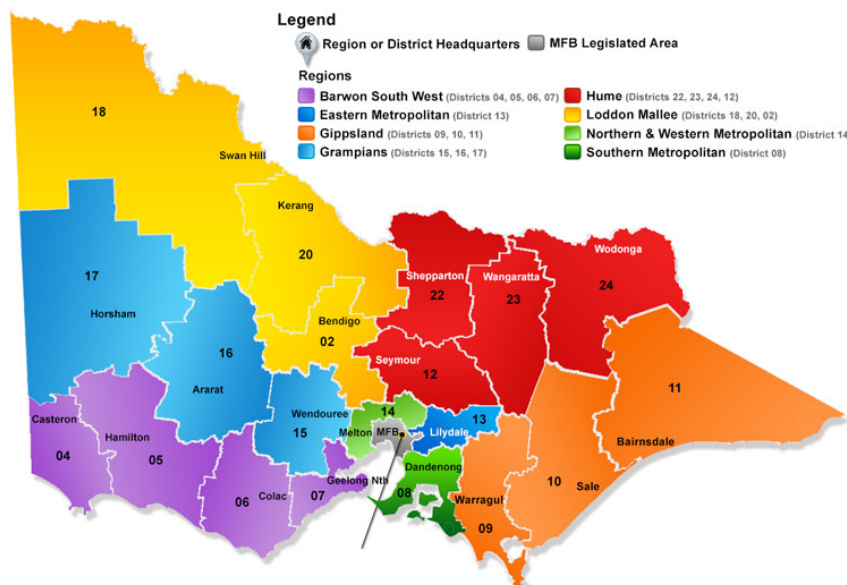 Legend
Region or District Headquarters MFB Legislated Area
Regions
Barwon South West (Districts 04, 05, 06, 07) Hume (Districts 22, 23, 24, 12)
Eastern Metropolitan (District 13) Loddon Mallee (Districts 18, 20, 02)
Gippsland (Districts 09, 10, 11) Northern & Western Metropolitan (District 14
Grampians (Districts 15, 16, 17) Southern Metropolitan (District 08)
18
Swan Hill
Kerang
20
Wodonga
Shepparton
Wangaratta
17
24
22
23
Horsham
Bendigo
02
16
Seymour
12
11
Ararat
Wendouree
14
13
Casteron
Melton
MFB
Lilydale
15
Hamilton
Bairnsdale
04
05
Dandenong
10
Geelong Nth
Sale
06
Colac
07
08
Warragul
09